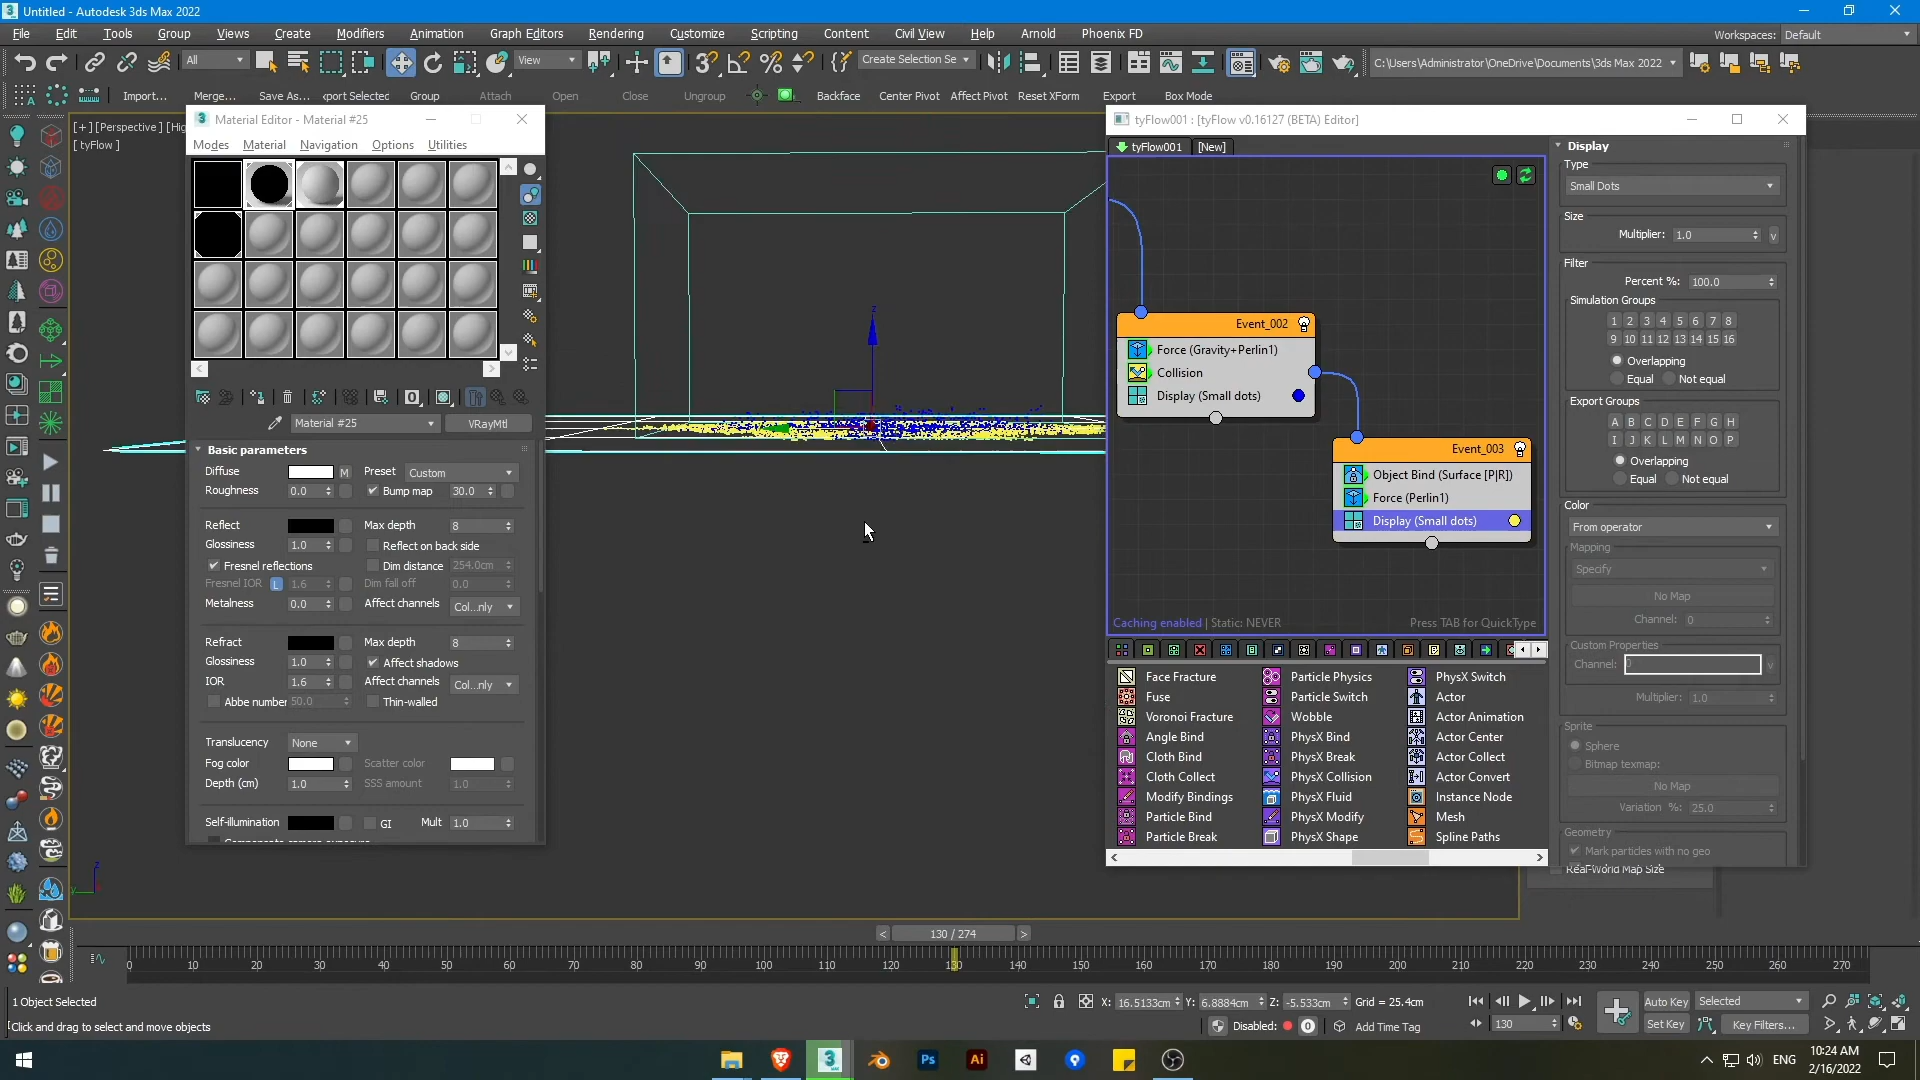 Untitled - Autodesk 3ds Max 2022
File Edit Tools Group Views Create Modifiers Animation Graph Editors Rendering Customize Scripting Content Civil View Help Arnold Phoenix FD
Workspaces: Default
All View Create Selection Se C:\Users\Administrator\OneDrive\Documents\3ds Max 2022
Import... Merge... Save As... xport Selected Group Attach Open Close Ungroup Backface Center Pivot Affect Pivot Reset XForm Export Box Mode
[+] [Perspective ] [Hig
[ tyFlow ]
Material Editor - Material #25
Modes Material Navigation Options Utilities
Material #25 VRayMtl
Basic parameters
Diffuse M Preset Custom
Roughness 0.0 Bump map 30.0
Reflect Max depth 8
Glossiness 1.0 Reflect on back side
Fresnel reflections Dim distance 254.0cm
Fresnel IOR L 1.6 Dim fall off 0.0
Metalness 0.0 Affect channels Col...nly
Refract Max depth 8
Glossiness 1.0 Affect shadows
IOR 1.6 Affect channels Col...nly
Abbe number 50.0 Thin-walled
Translucency None
Fog color Scatter color
Depth (cm) 1.0 SSS amount 1.0
Self-illumination GI Mult 1.0
z
tyFlow001 : [tyFlow v0.16127 (BETA) Editor]
tyFlow001 [New]
Event_002
Force (Gravity+Perlin1)
Collision
Display (Small dots)
Event_003
Object Bind (Surface [P|R])
Force (Perlin1)
Display (Small dots)
Caching enabled | Static: NEVER Press TAB for QuickType
Face Fracture Particle Physics PhysX Switch
Fuse Particle Switch Actor
Voronoi Fracture Wobble Actor Animation
Angle Bind PhysX Bind Actor Center
Cloth Bind PhysX Break Actor Collect
Cloth Collect PhysX Collision Actor Convert
Modify Bindings PhysX Fluid Instance Node
Particle Bind PhysX Modify Mesh
Particle Break PhysX Shape Spline Paths
Display
Type
Small Dots
Size
Multiplier: 1.0 v
Filter
Percent %: 100.0
Simulation Groups
1 2 3 4 5 6 7 8
9 10 11 12 13 14 15 16
Overlapping
Equal Not equal
Export Groups
A B C D E F G H
I J K L M N O P
Overlapping
Equal Not equal
Color
From operator
Mapping
Specify
No Map
Channel: 0
Custom Properties
Channel: 0 v
Multiplier: 1.0
Sprite
Sphere
Bitmap texmap:
No Map
Variation %: 25.0
Geometry
Mark particles with no geo
Real-World Map Size
< 130 / 274 >
0 10 20 30 40 50 60 70 80 90 100 110 120 130 140 150 160 170 180 190 200 210 220 230 240 250 260 270
1 Object Selected
X: 16.5133cm Y: 6.8884cm Z: -5.533cm Grid = 25.4cm
Auto Key Selected
Click and drag to select and move objects
Disabled: 0 Add Time Tag
130 Set Key Key Filters...
3 Ps Ai
ENG
10:24 AM
2/16/2022